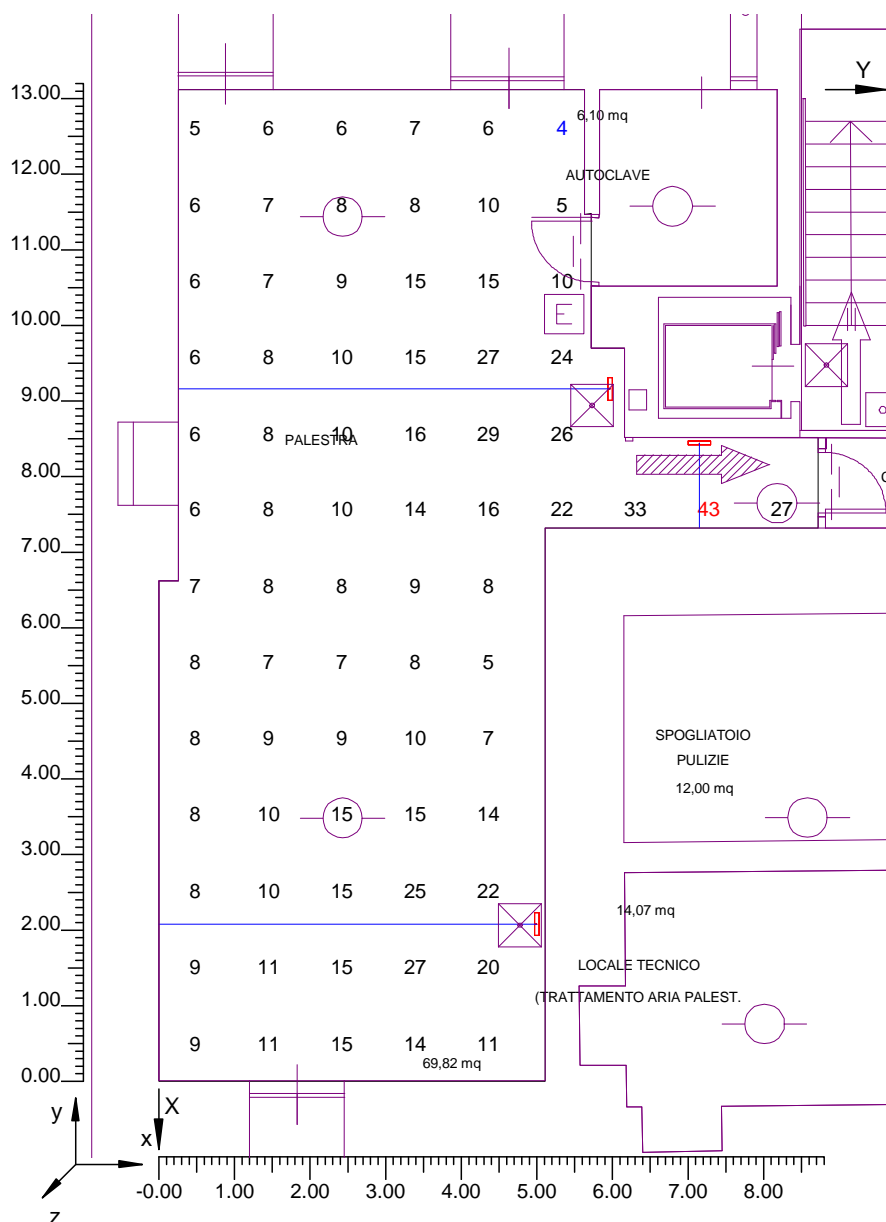 13.00
Y
5 6 6 7 6 4
6,10 mq
12.00
AUTOCLAVE
6 7 8 8 10 5
11.00
6 7 9 15 15 10
E
10.00
6 8 10 15 27 24
9.00
6 8 10 16 29 26
PALESTRA
8.00
6 8 10 14 16 22 33 43 27
7.00
7 8 8 9 8
6.00
8 7 7 8 5
5.00
8 9 9 10 7
SPOGLIATOIO
PULIZIE
12,00 mq
4.00
8 10 15 15 14
3.00
8 10 15 25 22
14,07 mq
2.00
9 11 15 27 20
LOCALE TECNICO
(TRATTAMENTO ARIA PALEST.
1.00
9 11 15 14 11
69,82 mq
0.00
y X
x
z
-0.00 1.00 2.00 3.00 4.00 5.00 6.00 7.00 8.00